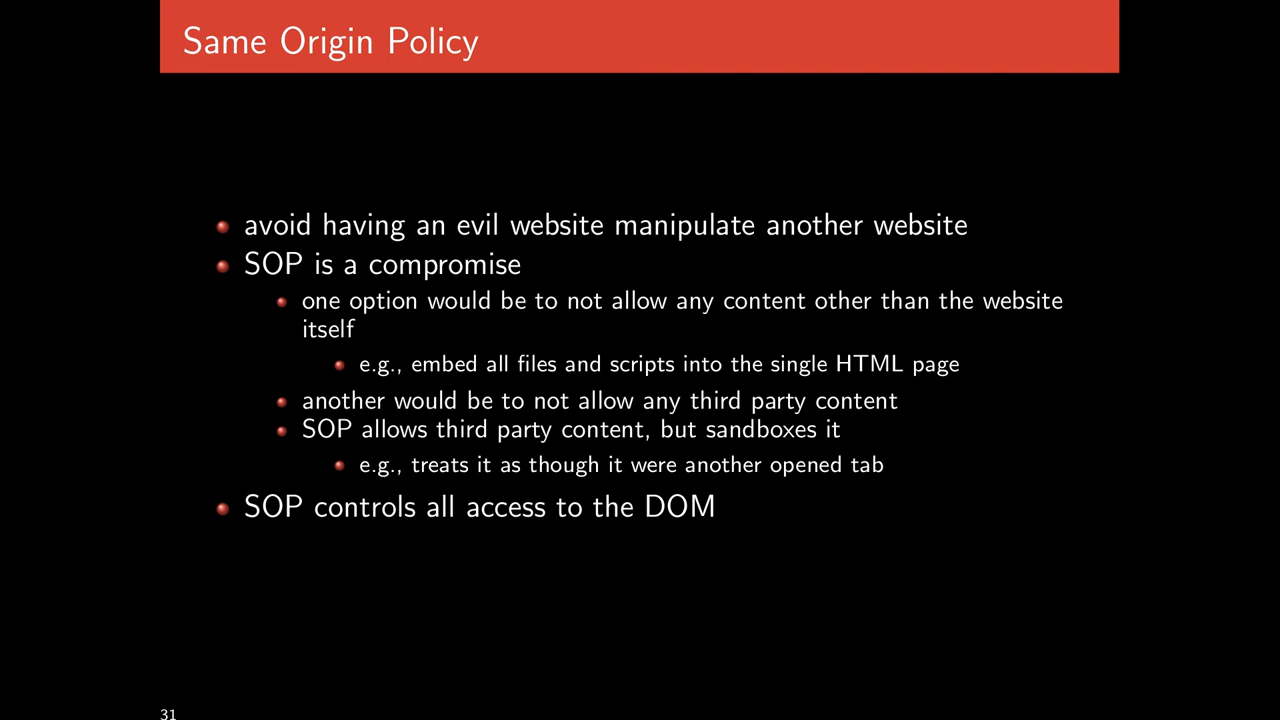 Same Origin Policy
avoid having an evil website manipulate another website
SOP is a compromise
one option would be to not allow any content other than the website
itself
e.g., embed all files and scripts into the single HTML page
another would be to not allow any third party content
SOP allows third party content, but sandboxes it
e.g., treats it as though it were another opened tab
SOP controls all access to the DOM
31